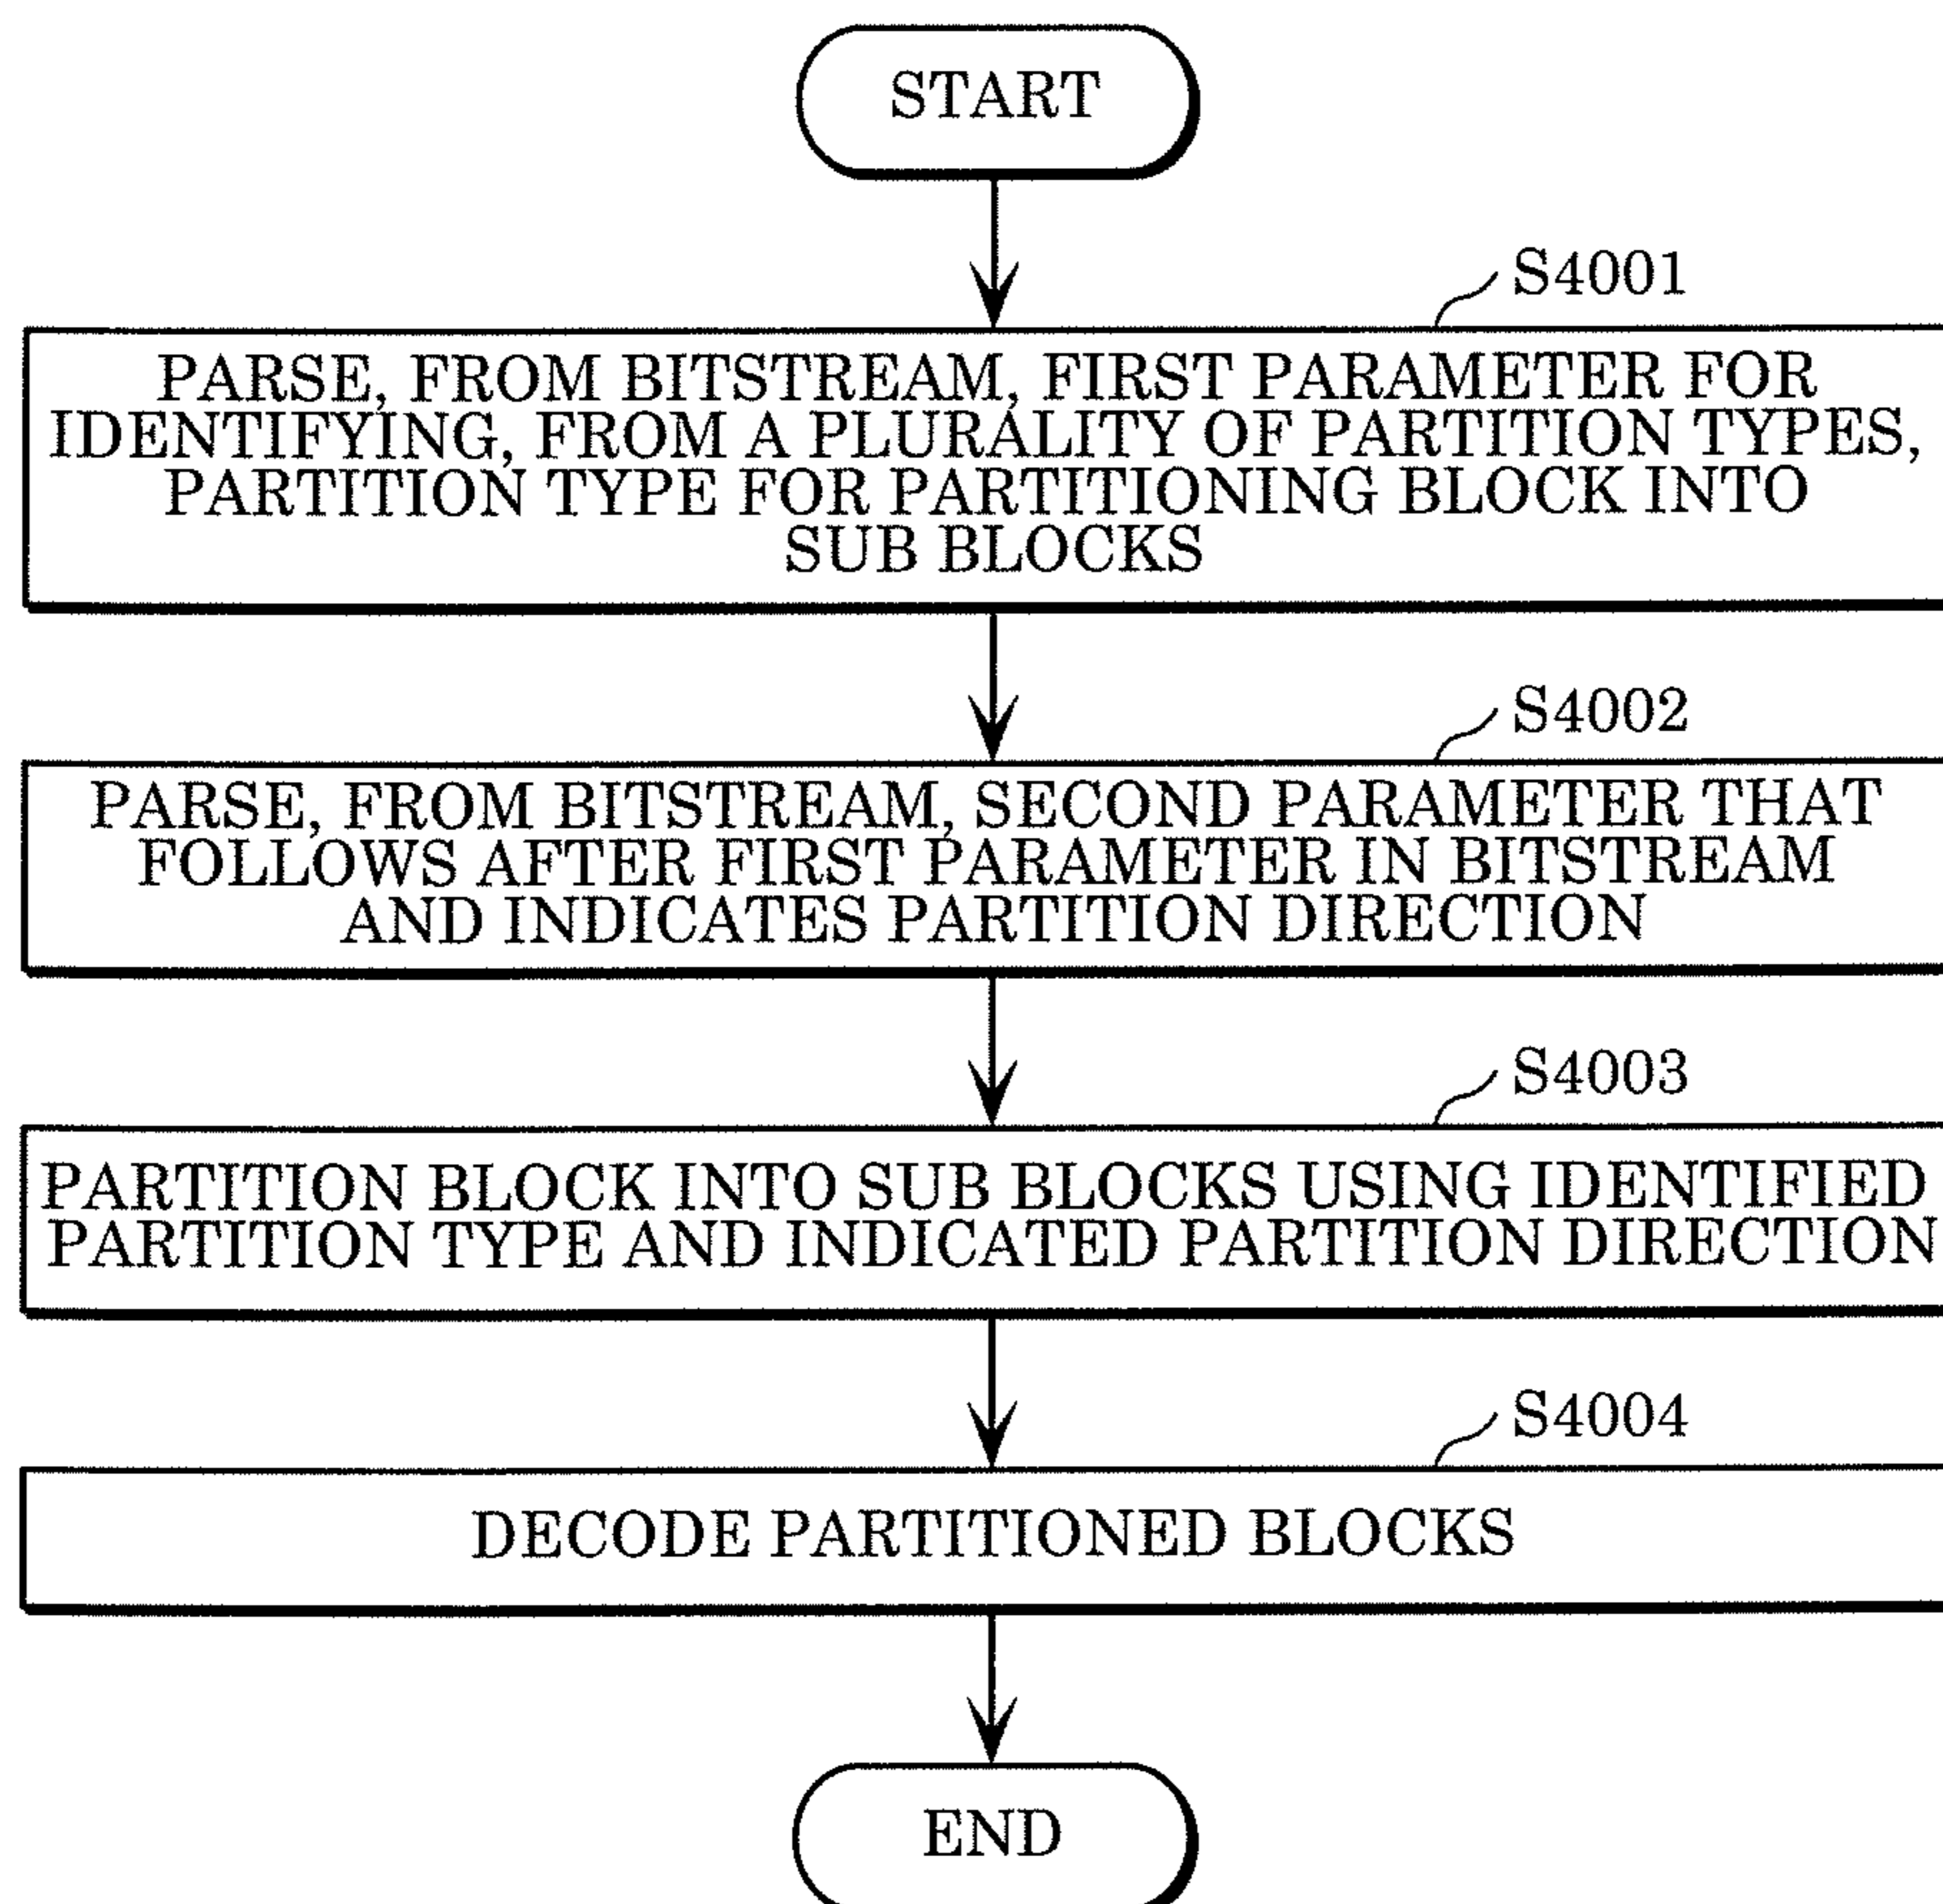 START
S4001
PARSE, FROM BITSTREAM, FIRST PARAMETER FOR
IDENTIFYING, FROM A PLURALITY OF PARTITION TYPES,
PARTITION TYPE FOR PARTITIONING BLOCK INTO
SUB BLOCKS
S4002
PARSE, FROM BITSTREAM, SECOND PARAMETER THAT
FOLLOWS AFTER FIRST PARAMETER IN BITSTREAM
AND INDICATES PARTITION DIRECTION
S4003
PARTITION BLOCK INTO SUB BLOCKS USING IDENTIFIED
PARTITION TYPE AND INDICATED PARTITION DIRECTION
S4004
DECODE PARTITIONED BLOCKS
END